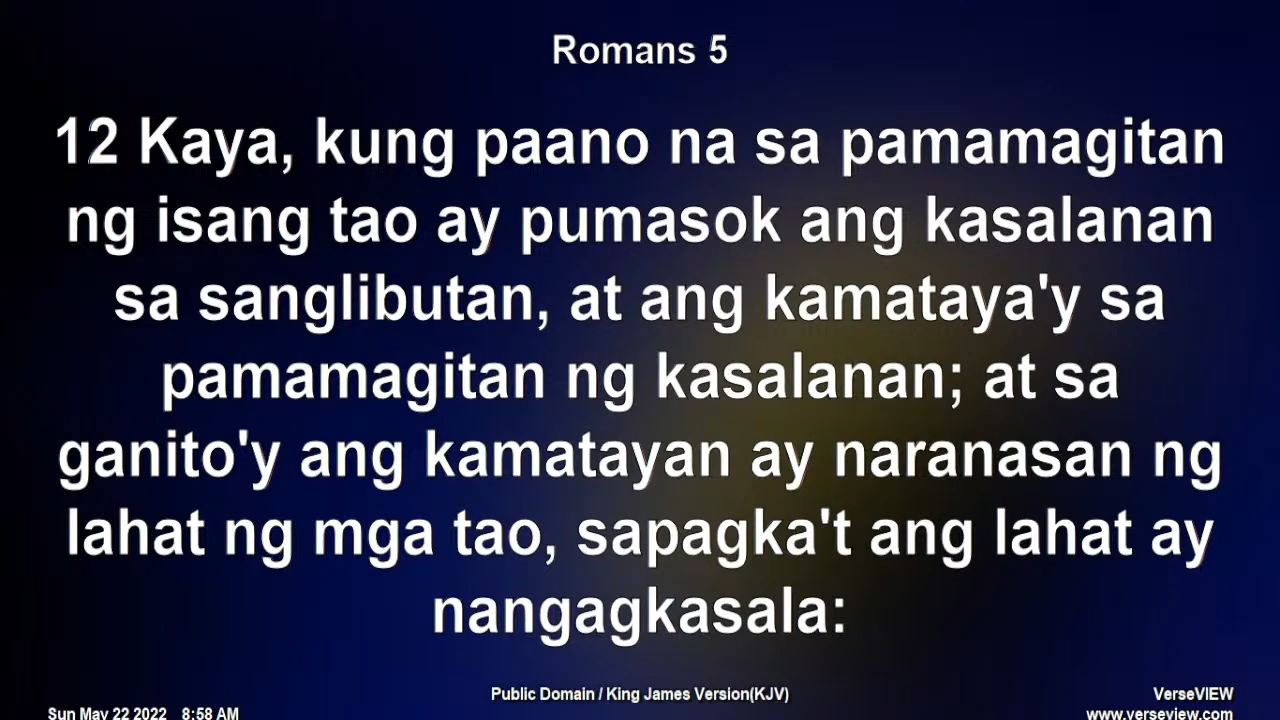 Romans 5
12 Kaya, kung paano na sa pamamagitan
ng isang tao ay pumasok ang kasalanan
sa sanglibutan, at ang kamataya'y sa
pamamagitan ng kasalanan; at sa
ganito'y ang kamatayan ay naranasan ng
lahat ng mga tao, sapagka't ang lahat ay
nangagkasala:
Public Domain / King James Version(KJV)
VerseVIEW
Sun May 22 2022 8:58 AM
www.verseview.com